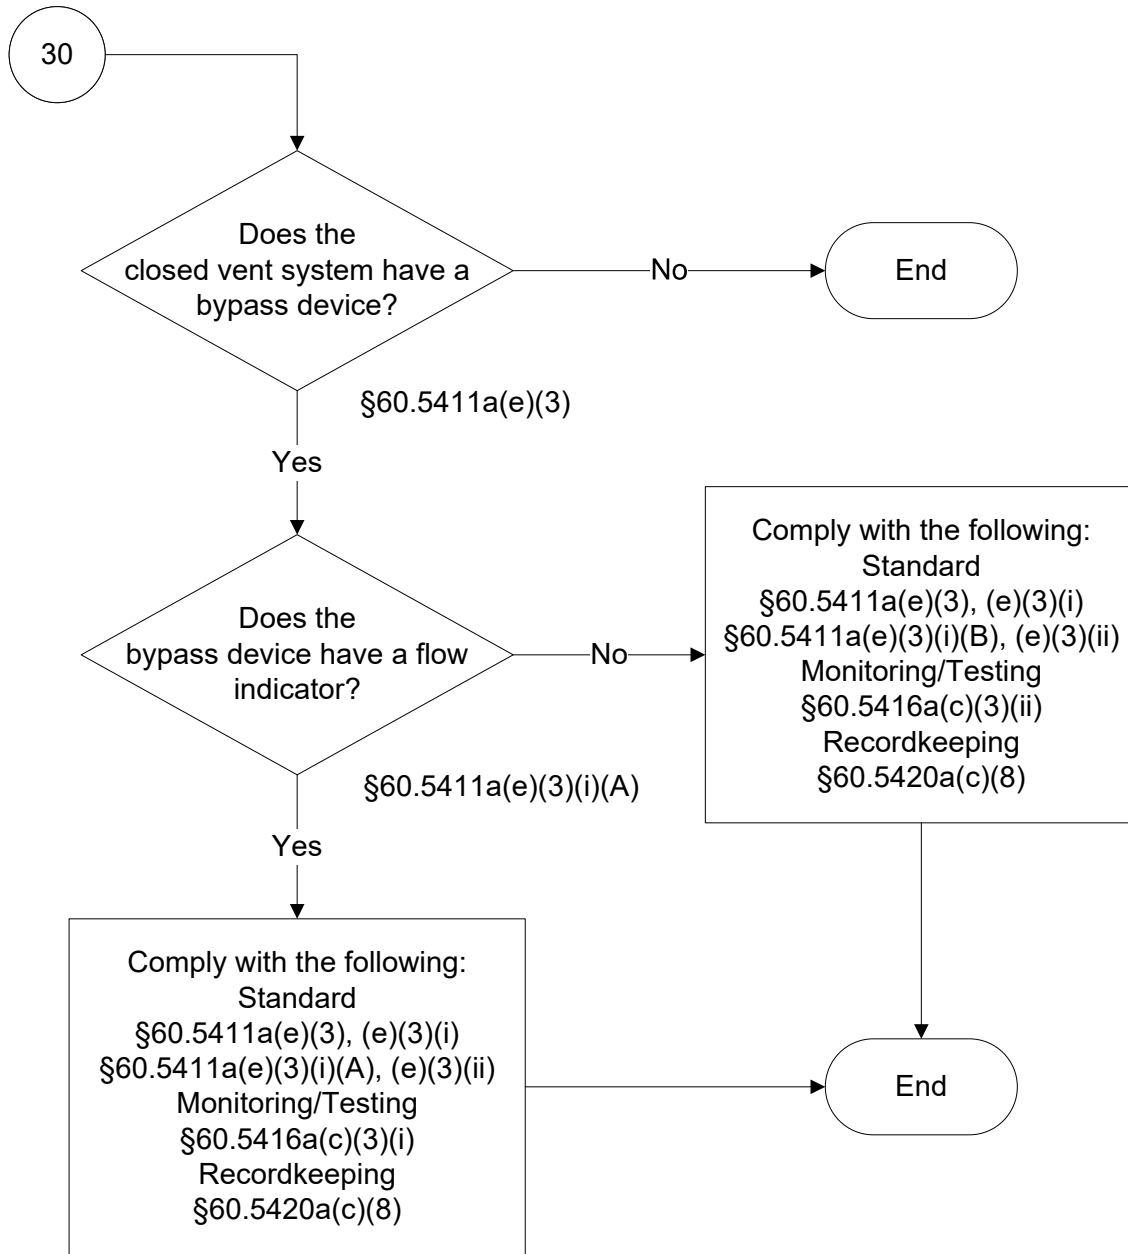 30
Does the
closed vent system have a
bypass device?
No
End
§60.5411a(e)(3)
Yes
Does the
bypass device have a flow
indicator?
No
Comply with the following:
Standard
§60.5411a(e)(3), (e)(3)(i)
§60.5411a(e)(3)(i)(B), (e)(3)(ii)
Monitoring/Testing
§60.5416a(c)(3)(ii)
Recordkeeping
§60.5420a(c)(8)
§60.5411a(e)(3)(i)(A)
Yes
Comply with the following:
Standard
§60.5411a(e)(3), (e)(3)(i)
§60.5411a(e)(3)(i)(A), (e)(3)(ii)
Monitoring/Testing
§60.5416a(c)(3)(i)
Recordkeeping
§60.5420a(c)(8)
End